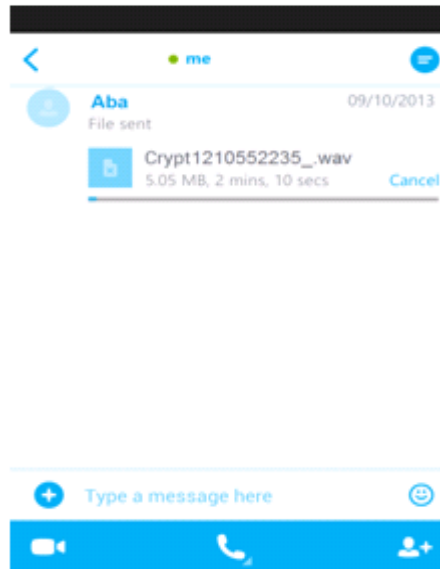 me
Aba 09/10/2013
File sent
Crypt1210552235_.wav
5.05 MB, 2 mins, 10 secs Cancel
Type a message here